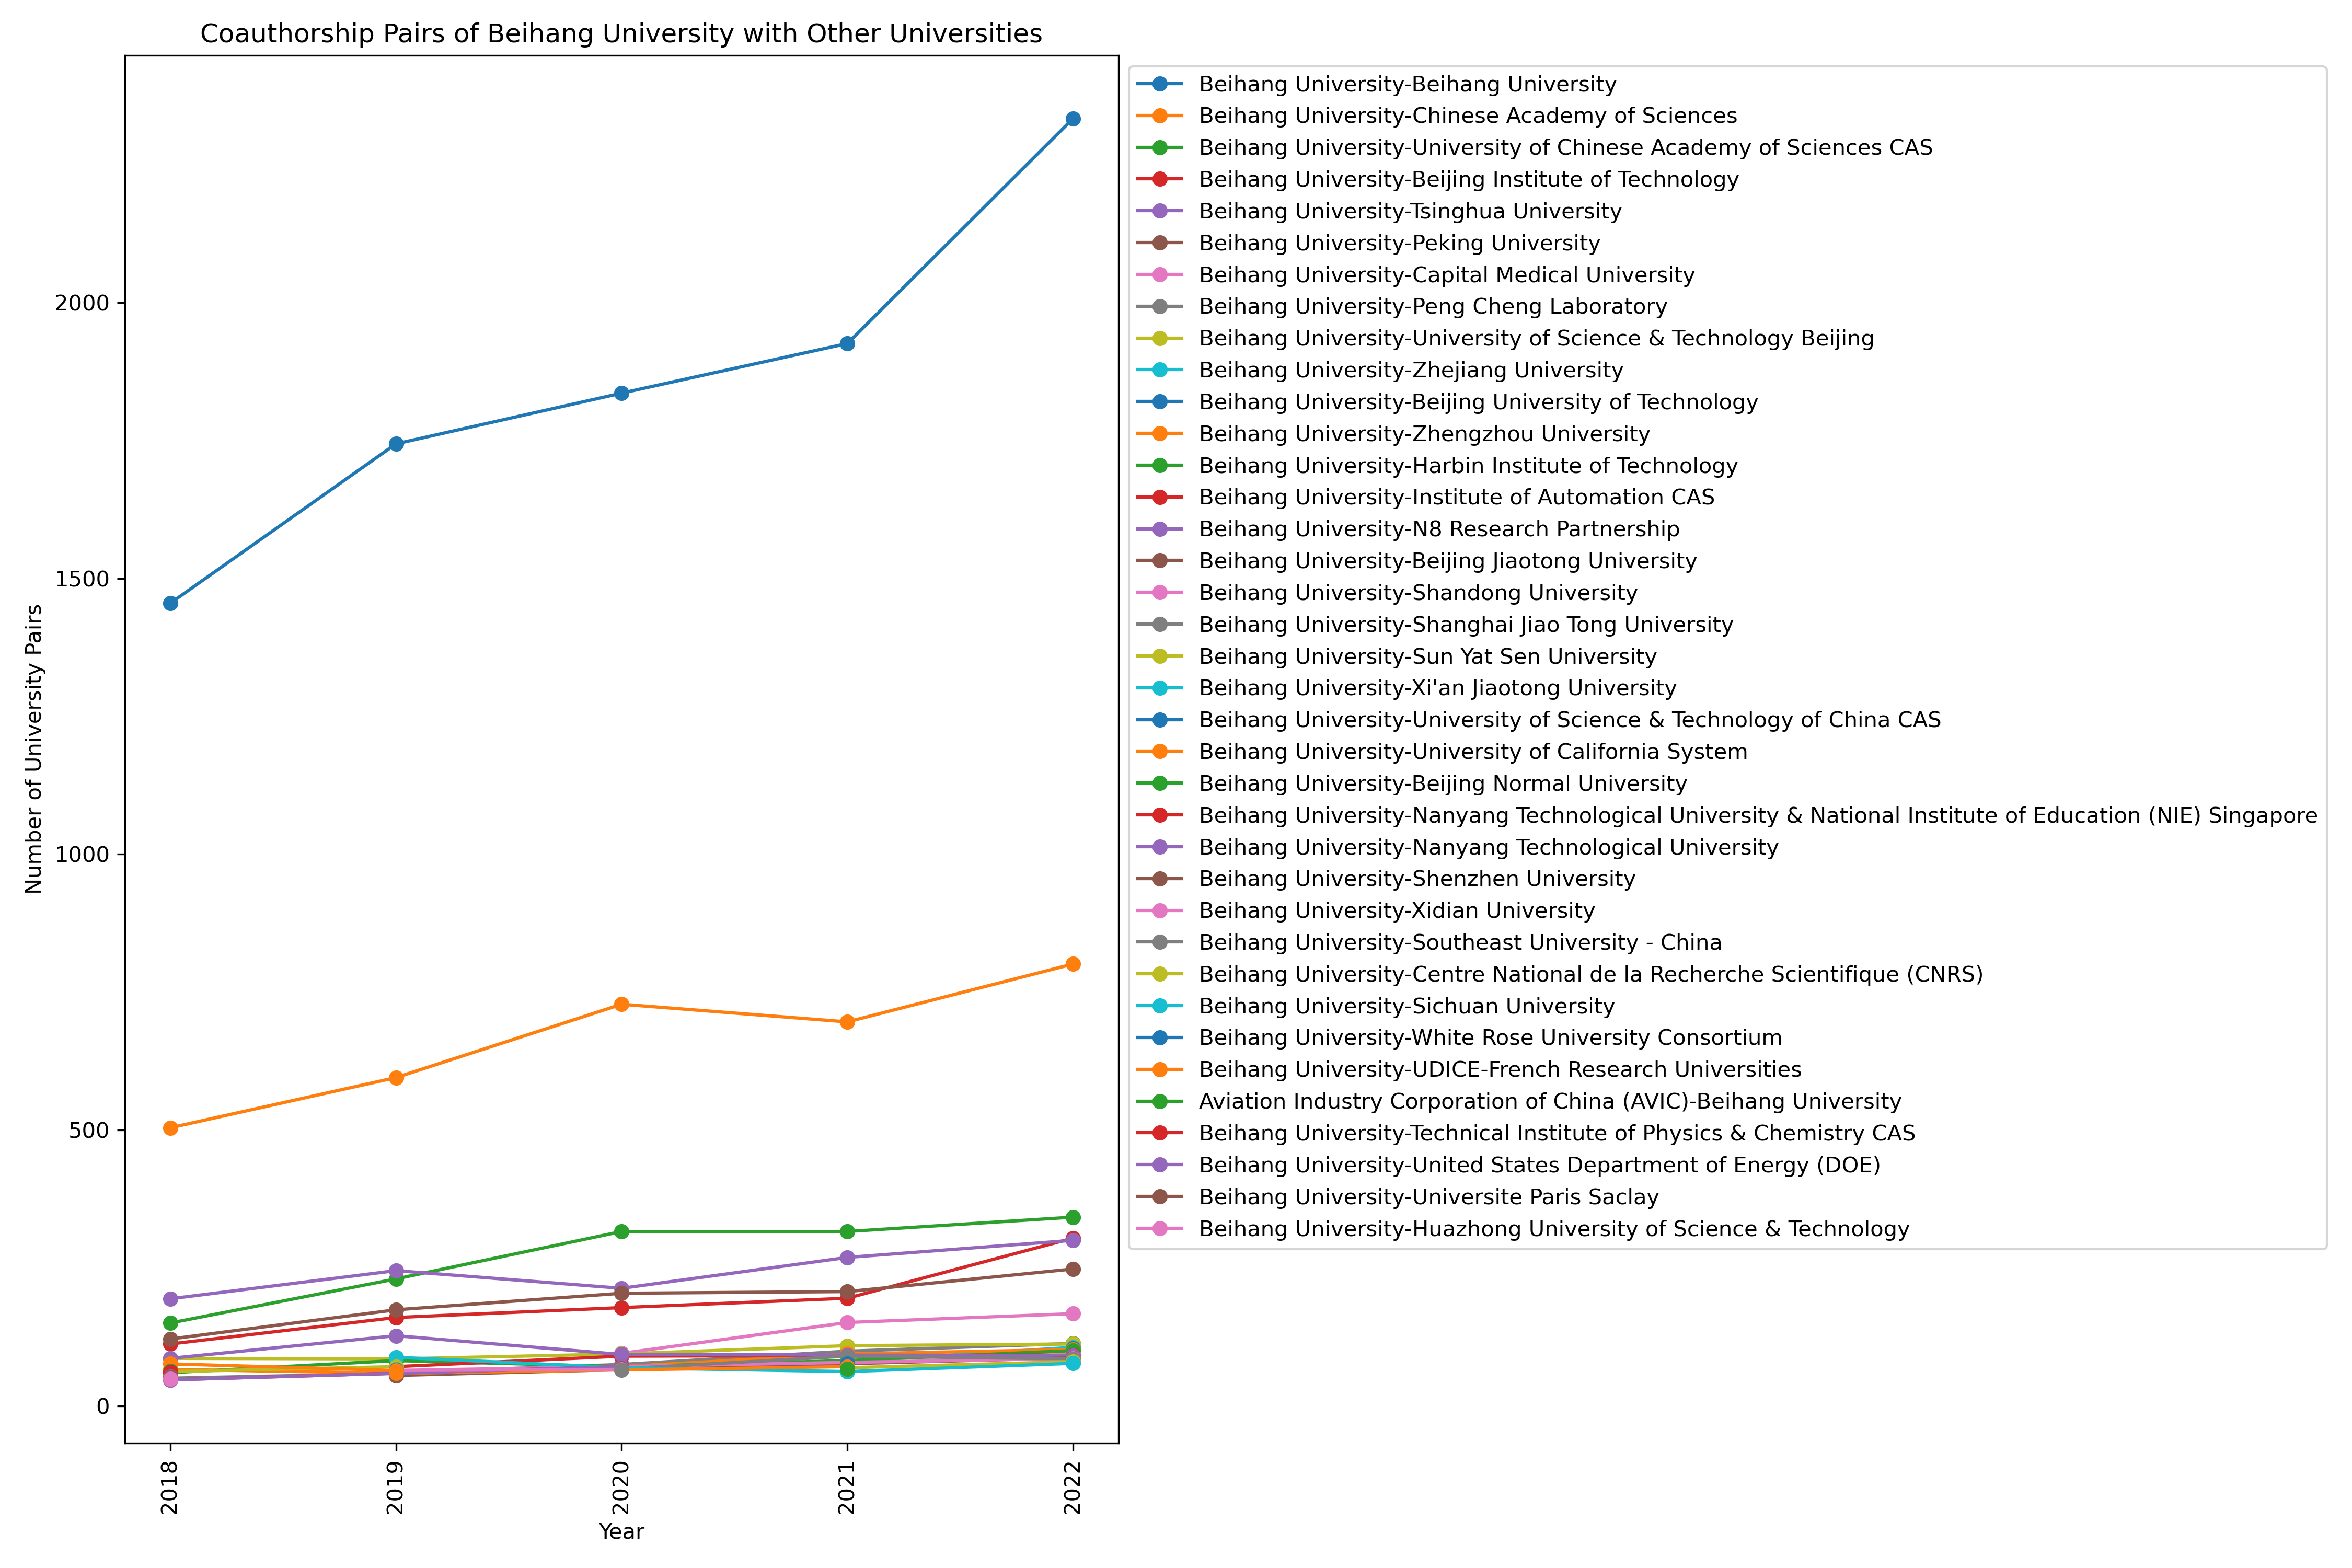 Coauthorship Pairs of Beihang University with Other Universities
Number of University Pairs
2000
1500
1000
500
0
2018
2019
2020
2021
2022
Year
Beihang University-Beihang University
Beihang University-Chinese Academy of Sciences
Beihang University-University of Chinese Academy of Sciences CAS
Beihang University-Beijing Institute of Technology
Beihang University-Tsinghua University
Beihang University-Peking University
Beihang University-Capital Medical University
Beihang University-Peng Cheng Laboratory
Beihang University-University of Science & Technology Beijing
Beihang University-Zhejiang University
Beihang University-Beijing University of Technology
Beihang University-Zhengzhou University
Beihang University-Harbin Institute of Technology
Beihang University-Institute of Automation CAS
Beihang University-N8 Research Partnership
Beihang University-Beijing Jiaotong University
Beihang University-Shandong University
Beihang University-Shanghai Jiao Tong University
Beihang University-Sun Yat Sen University
Beihang University-Xi'an Jiaotong University
Beihang University-University of Science & Technology of China CAS
Beihang University-University of California System
Beihang University-Beijing Normal University
Beihang University-Nanyang Technological University & National Institute of Education (NIE) Singapore
Beihang University-Nanyang Technological University
Beihang University-Shenzhen University
Beihang University-Xidian University
Beihang University-Southeast University - China
Beihang University-Centre National de la Recherche Scientifique (CNRS)
Beihang University-Sichuan University
Beihang University-White Rose University Consortium
Beihang University-UDICE-French Research Universities
Aviation Industry Corporation of China (AVIC)-Beihang University
Beihang University-Technical Institute of Physics & Chemistry CAS
Beihang University-United States Department of Energy (DOE)
Beihang University-Universite Paris Saclay
Beihang University-Huazhong University of Science & Technology